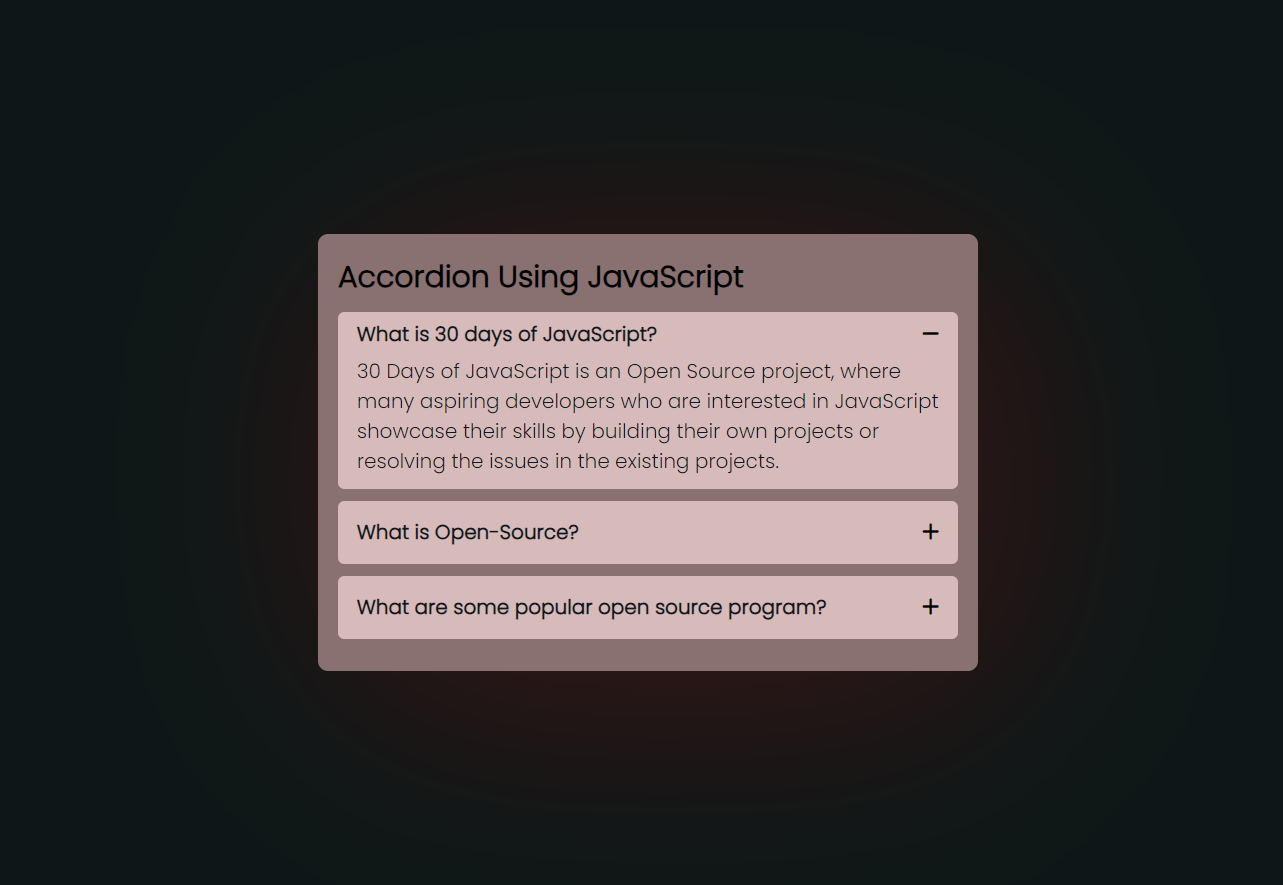 Accordion Using JavaScript
What is 30 days of JavaScript?
30 Days of JavaScript is an Open Source project, where
many aspiring developers who are interested in JavaScript
showcase their skills by building their own projects or
resolving the issues in the existing projects.
What is Open-Source?
What are some popular open source program?